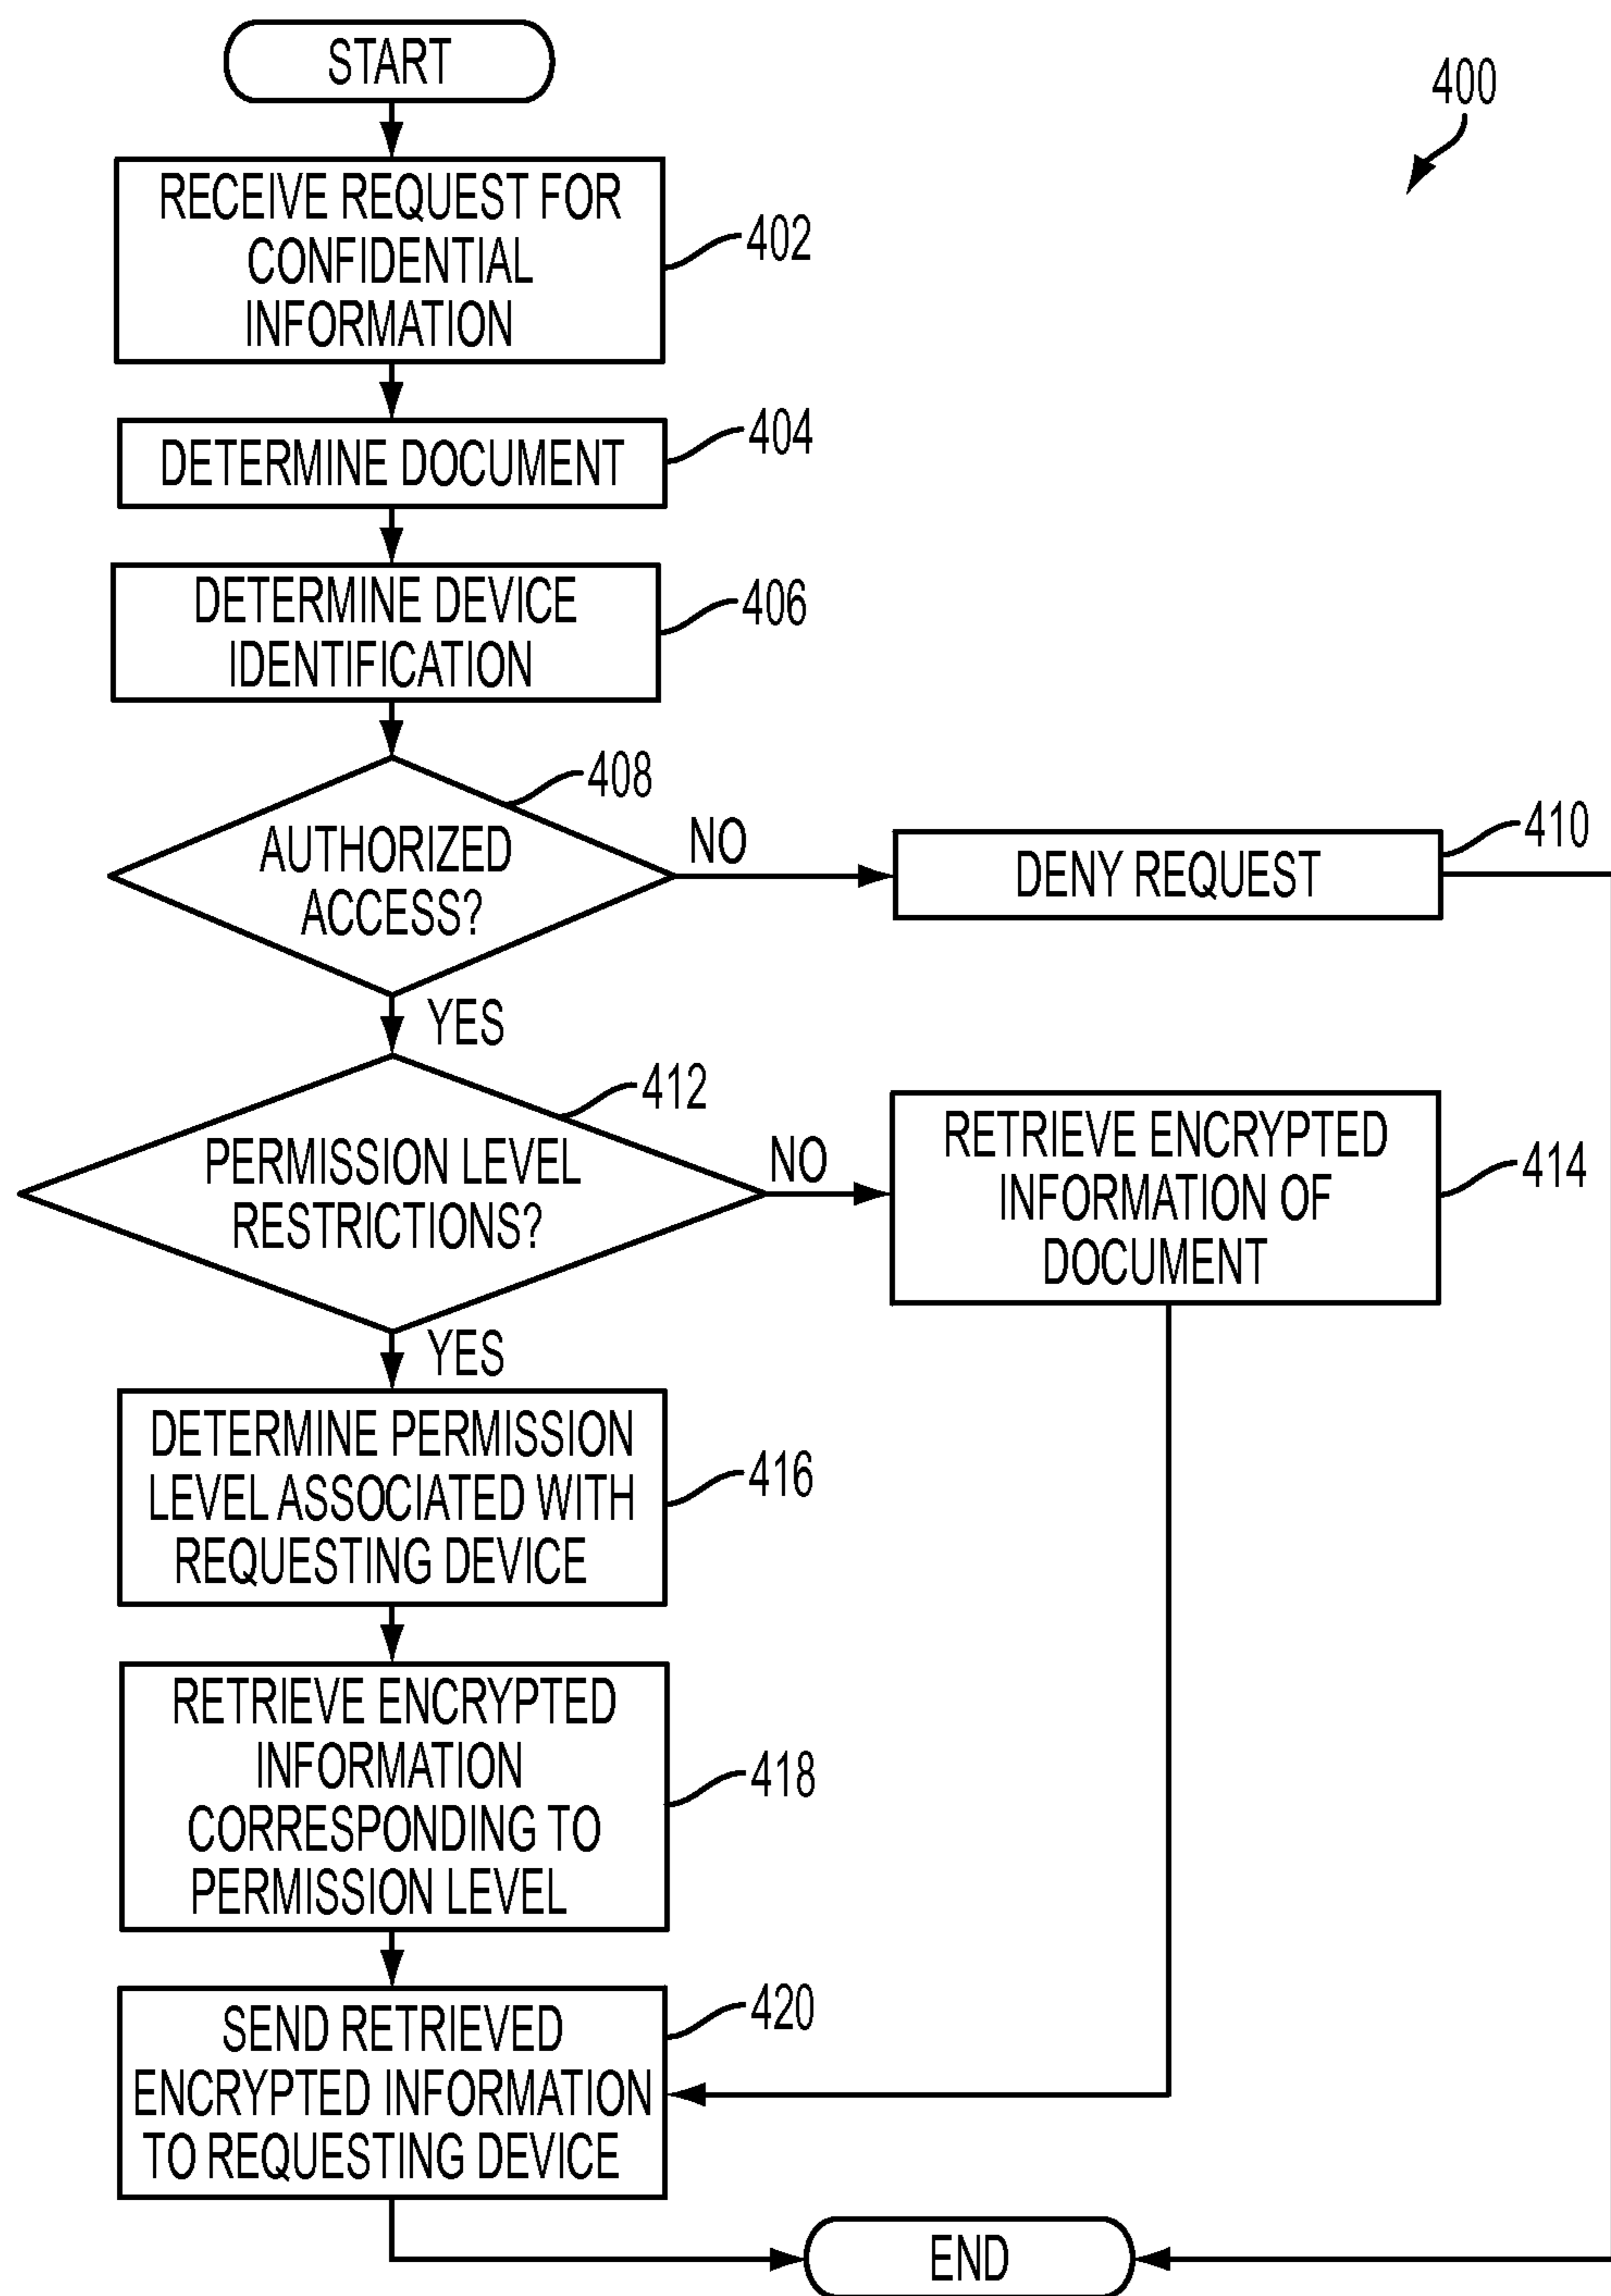 START
400
RECEIVE REQUEST FOR
CONFIDENTIAL
INFORMATION
402
DETERMINE DOCUMENT
404
DETERMINE DEVICE
IDENTIFICATION
406
408
AUTHORIZED
ACCESS?
NO
DENY REQUEST
410
YES
412
PERMISSION LEVEL
RESTRICTIONS?
NO
RETRIEVE ENCRYPTED
INFORMATION OF
DOCUMENT
414
YES
DETERMINE PERMISSION
LEVEL ASSOCIATED WITH
REQUESTING DEVICE
416
RETRIEVE ENCRYPTED
INFORMATION
CORRESPONDING TO
PERMISSION LEVEL
418
SEND RETRIEVED
ENCRYPTED INFORMATION
TO REQUESTING DEVICE
420
END